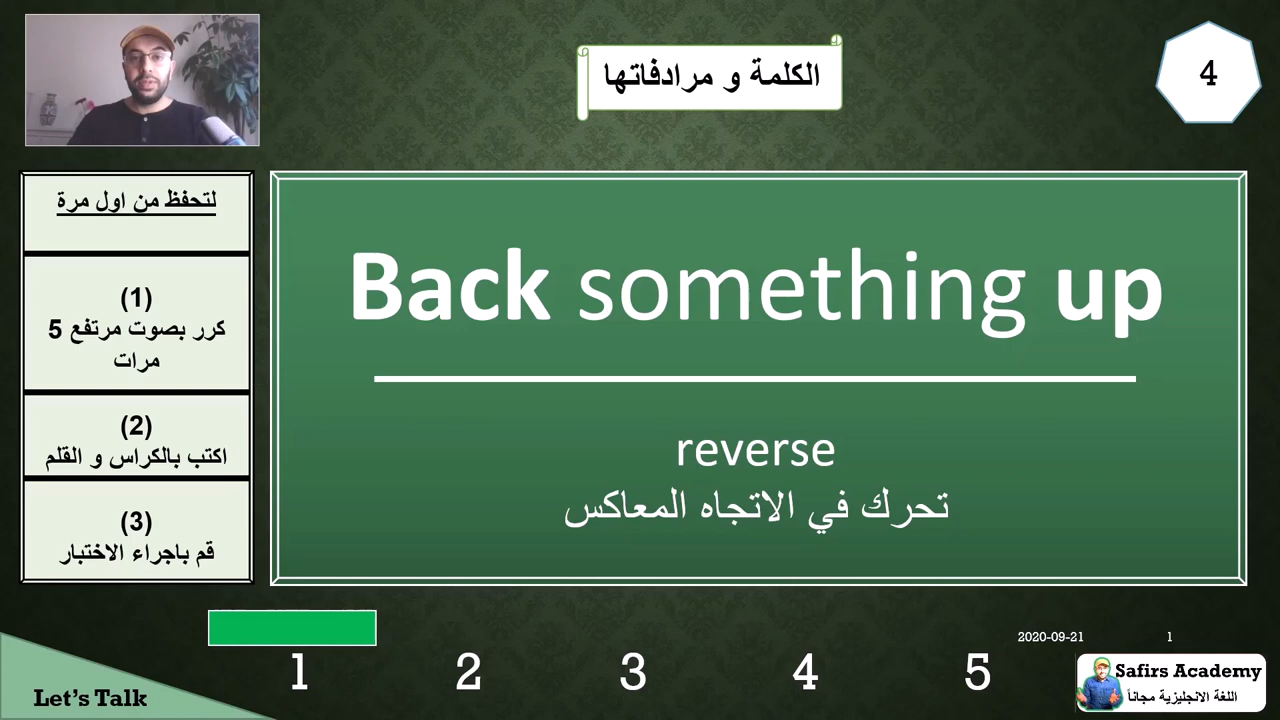 الكلمة و مرادفاتها
4
لتحفظ من اول مرة
(1)
كرر بصوت مرتفع 5
مرات
(2)
اكتب بالكراس و القلم
(3)
قم باجراء الاختبار
Back something up
reverse
تحرك في الاتجاه المعاكس
1 2 3 4 5
2020-09-21 1
Let's Talk
Safirs Academy
اللغة الانجليزية مجاناً